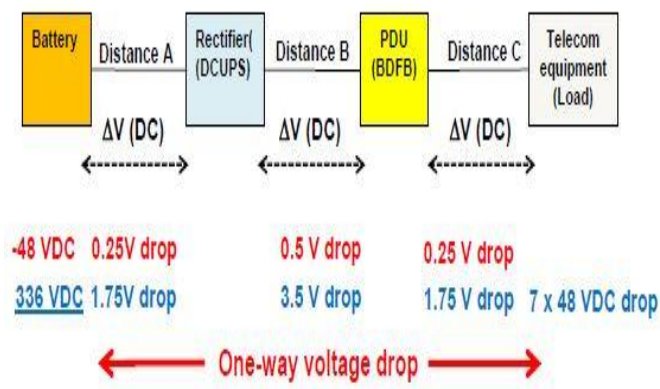 Battery
Distance A
Rectifier(
(DCUPS)
Distance B
PDU
(BDFB)
Distance C
Telecom
equipment
(Load)
ΔV (DC)
ΔV (DC)
ΔV (DC)
-48 VDC 0.25V drop 0.5 V drop 0.25 V drop
336 VDC 1.75V drop 3.5 V drop 1.75 V drop 7 x 48 VDC drop
One-way voltage drop